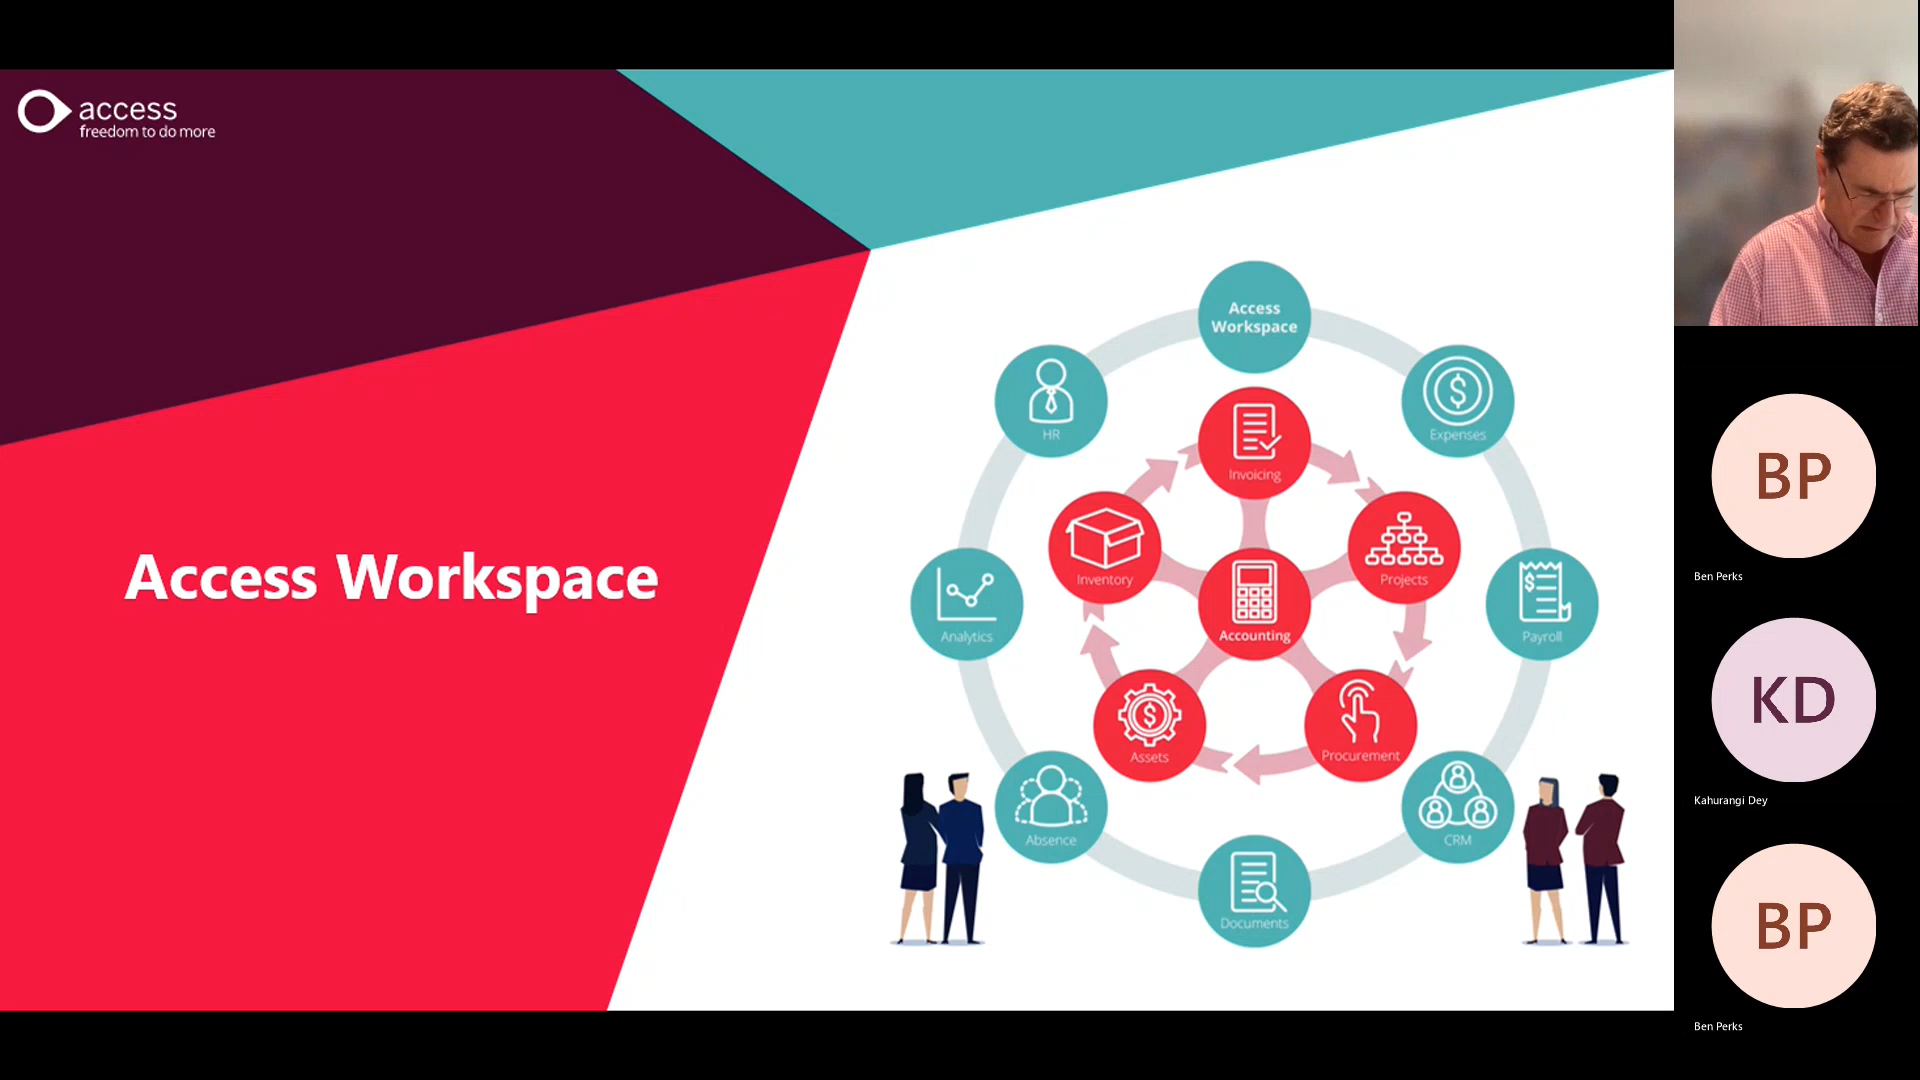 access
freedom to do more
Access Workspace
Access
Workspace
HR
Expenses
Invoicing
Inventory
Projects
Analytics
Accounting
Payroll
Assets
Procurement
Absence
CRM
Documents
BP
Ben Perks
KD
Kahurangi Dey
BP
Ben Perks